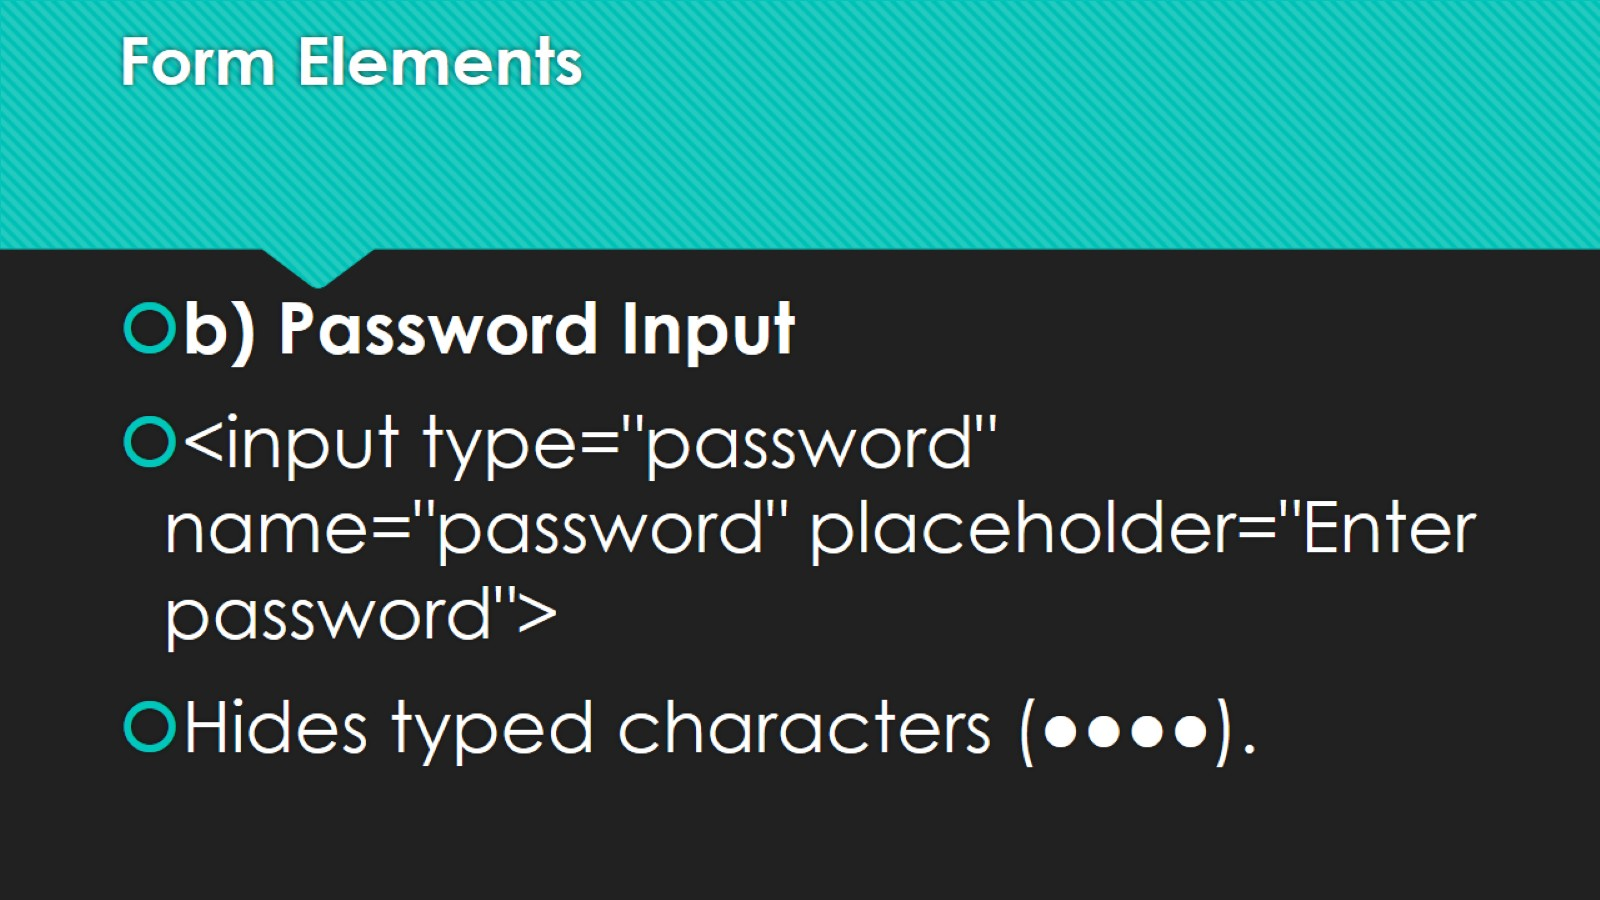 Form Elements
b) Password Input
<input type="password"
name="password" placeholder="Enter
password">
Hides typed characters (●●●●).